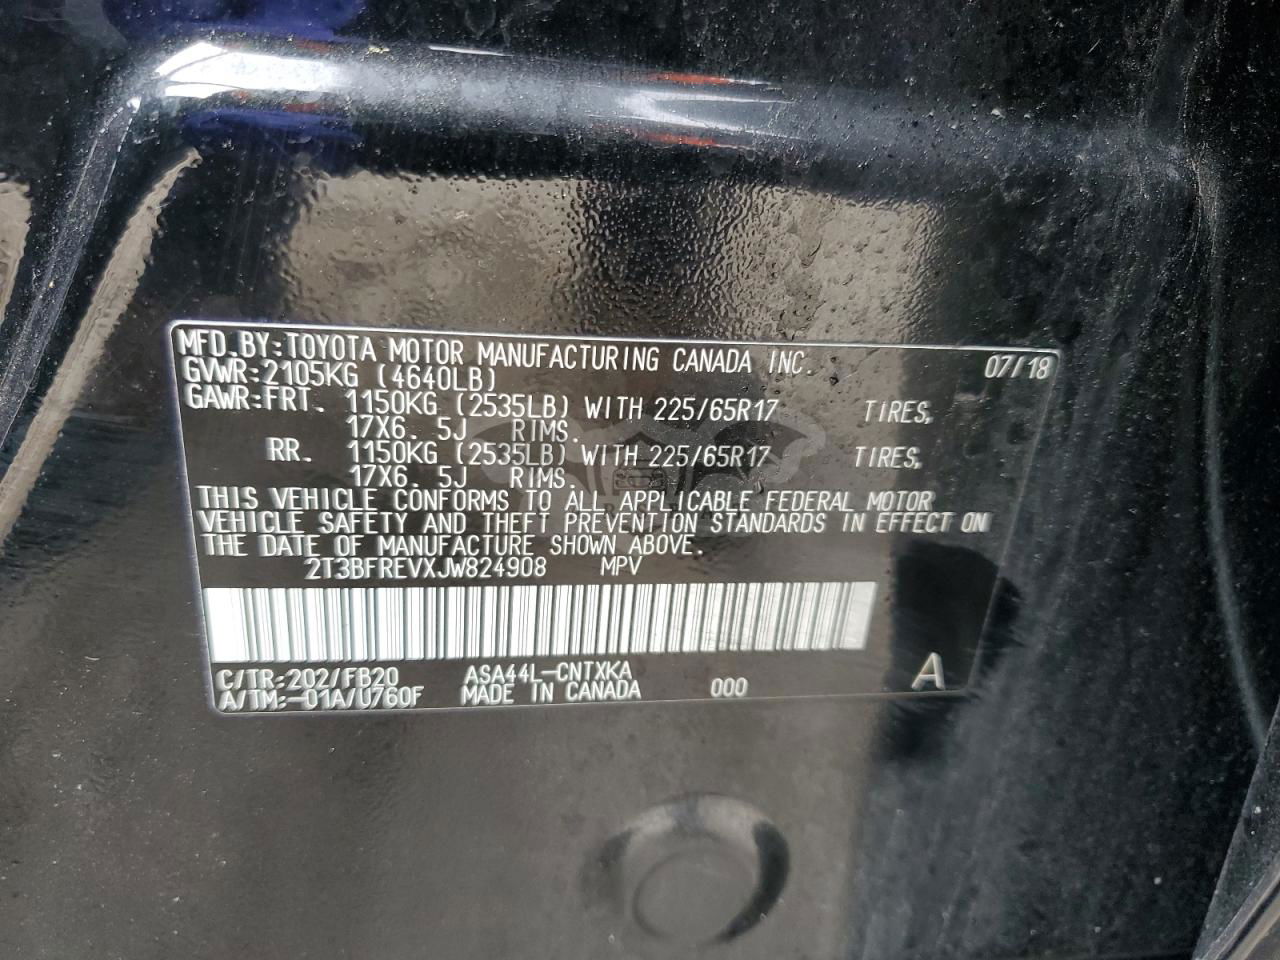 MFD.BY:TOYOTA MOTOR MANUFACTURING CANADA INC. 07/18
GVWR:2105KG (4640LB)
GAWR:FRT. 1150KG (2535LB) WITH 225/65R17 TIRES,
17X6. 5J RIMS.
RR. 1150KG (2535LB) WITH 225/65R17 TIRES,
17X6. 5J RIMS.
THIS VEHICLE CONFORMS TO ALL APPLICABLE FEDERAL MOTOR
VEHICLE SAFETY AND THEFT PREVENTION STANDARDS IN EFFECT ON
THE DATE OF MANUFACTURE SHOWN ABOVE.
2T3BFREVXJW824908 MPV
C/TR:202/FB20 ASA44L-CNTXKA
A/TM:-01A/U760F MADE IN CANADA 000 A